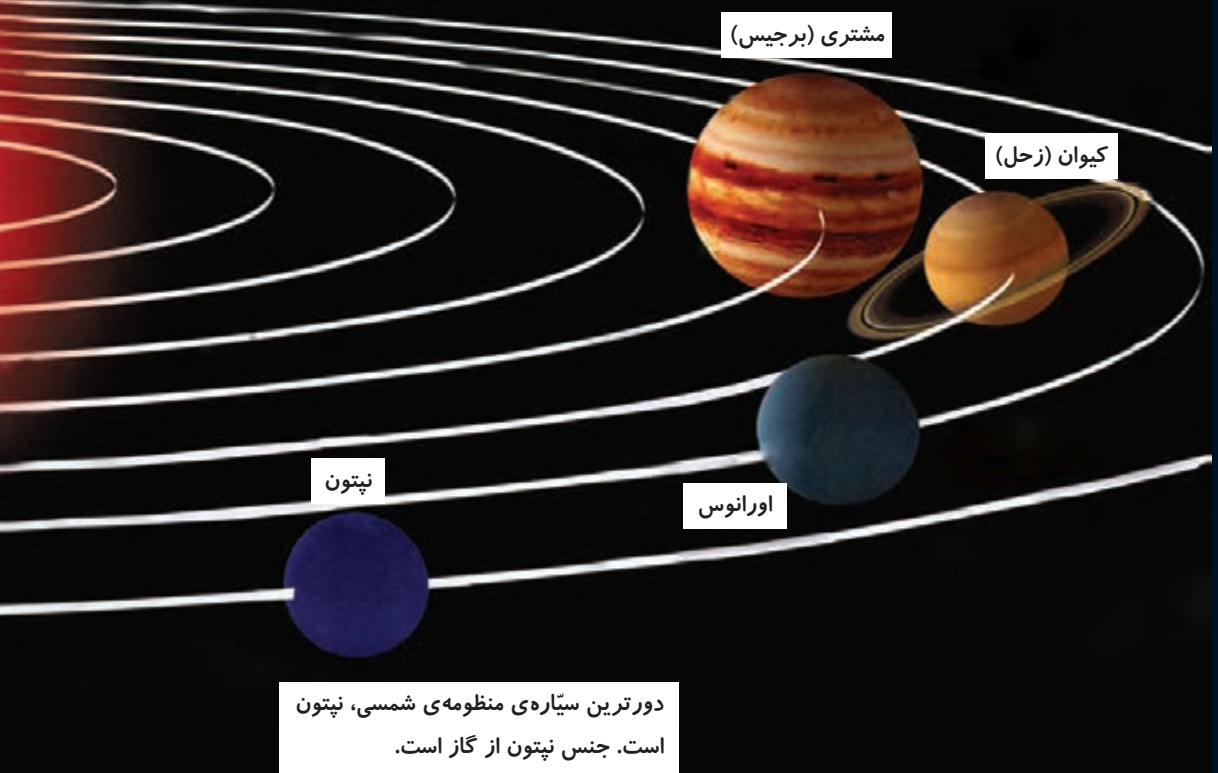 مشتری (برجیس)
کیوان (زحل)
نپتون
اورانوس
دورترین سیّاره‌ی منظومه‌ی شمسی، نپتون
است. جنس نپتون از گاز است.